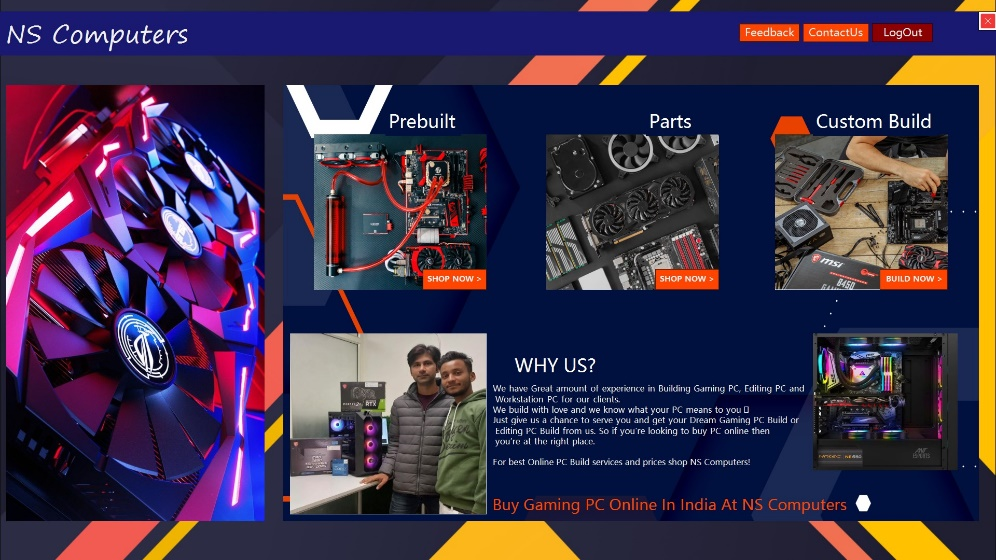 NS Computers
Feedback
ContactUs
LogOut
Prebuilt
Parts
Custom Build
SHOP NOW >
SHOP NOW >
BUILD NOW >
msi
B450
RTX
WHY US?
We have Great amount of experience in Building Gaming PC, Editing PC and
Workstation PC for our clients.
We build with love and we know what your PC means to you
Just give us a chance to serve you and get your Dream Gaming PC Build or
Editing PC Build from us. So if you're looking to buy PC online then
you're at the right place.
For best Online PC Build services and prices shop NS Computers!
Buy Gaming PC Online In India At NS Computers